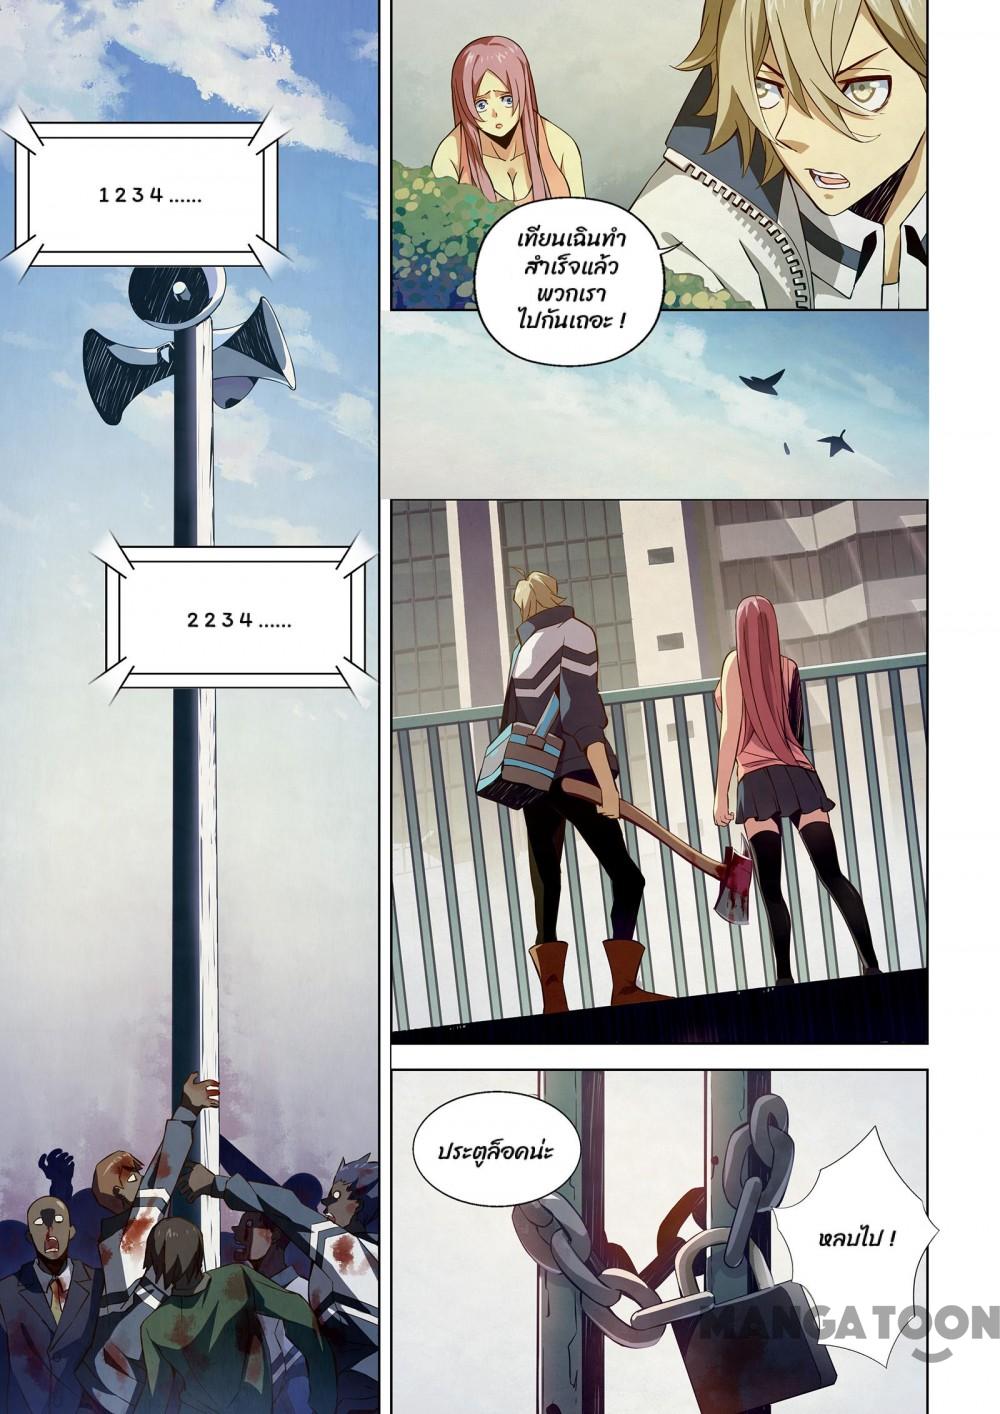 1 2 3 4 ......
2 2 3 4 ......
เทียนเฉินทำ
สำเร็จแล้ว
พวกเรา
ไปกันเถอะ !
ประตูล็อคน่ะ
หลบไป !
MANGATOON